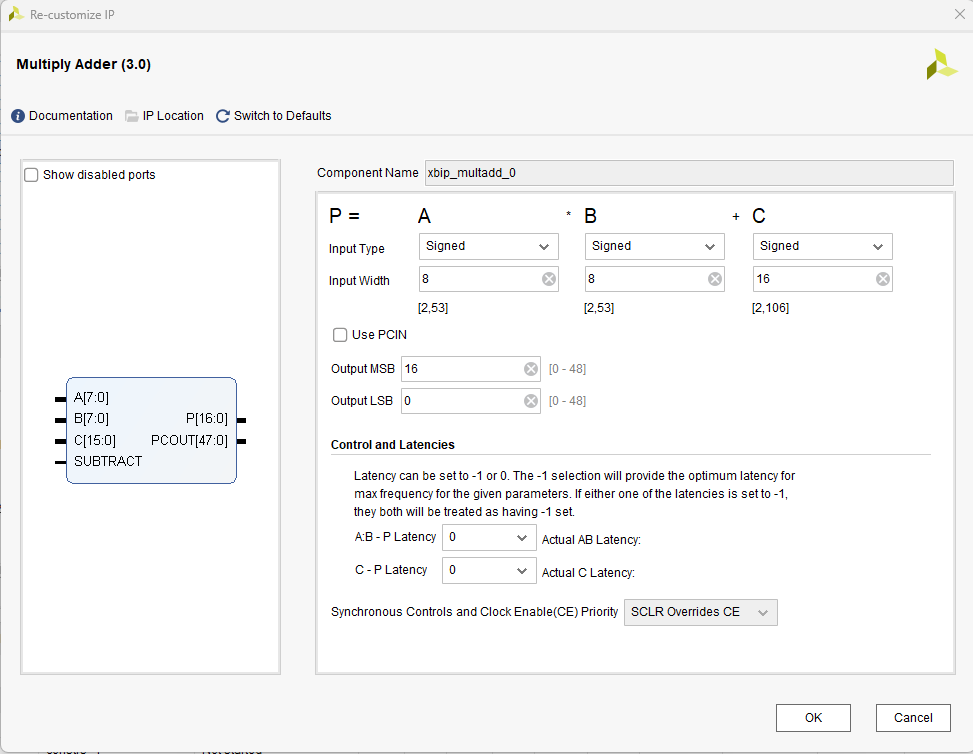 Re-customize IP
Multiply Adder (3.0)
Documentation IP Location Switch to Defaults
Show disabled ports
A[7:0]
B[7:0] P[16:0]
C[15:0] PCOUT[47:0]
SUBTRACT
Component Name xbip_multadd_0
P = A * B + C
Input Type Signed Signed Signed
Input Width 8 8 16
[2,53] [2,53] [2,106]
Use PCIN
Output MSB 16 [0 - 48]
Output LSB 0 [0 - 48]
Control and Latencies
Latency can be set to -1 or 0. The -1 selection will provide the optimum latency for
max frequency for the given parameters. If either one of the latencies is set to -1,
they both will be treated as having -1 set.
A:B - P Latency 0 Actual AB Latency:
C - P Latency 0 Actual C Latency:
Synchronous Controls and Clock Enable(CE) Priority SCLR Overrides CE
OK Cancel